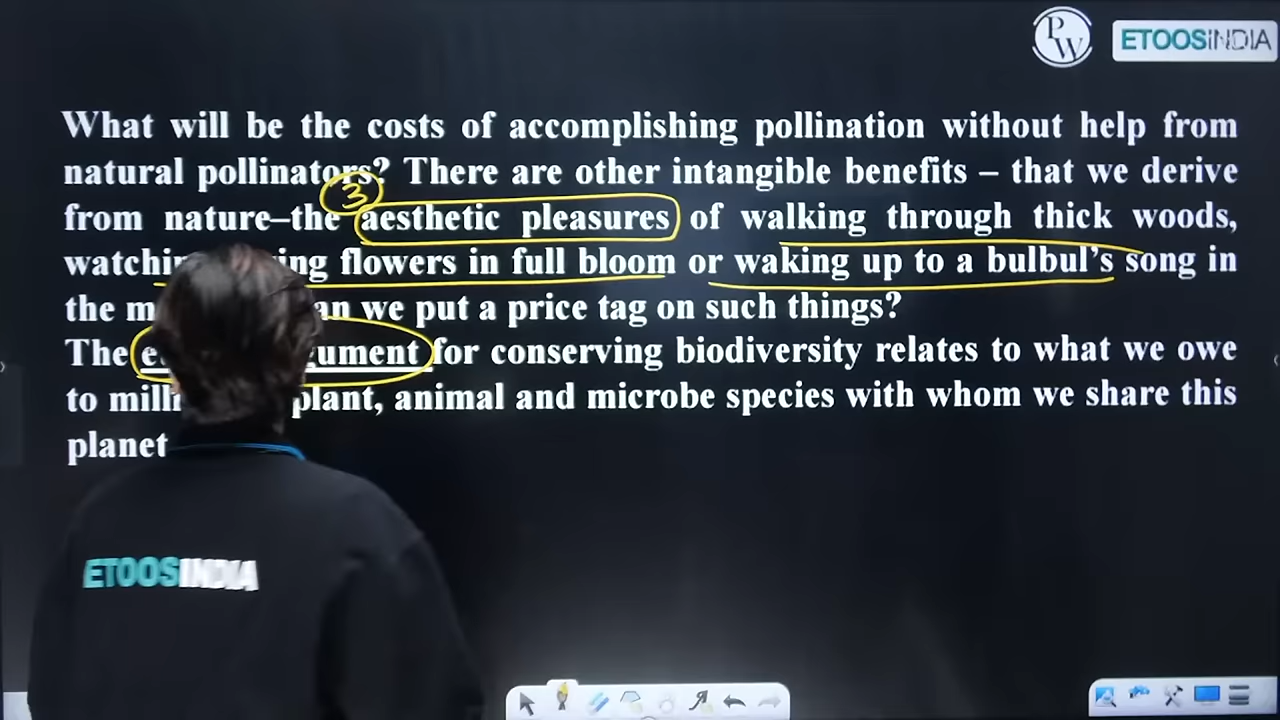 PW
ETOOSINDIA
What will be the costs of accomplishing pollination without help from
natural pollinators? There are other intangible benefits – that we derive
3
from nature–the aesthetic pleasures of walking through thick woods,
flowers in full bloom or waking up to a bulbul's song in
the we put a price tag on such things?
The for conserving biodiversity relates to what we owe
to plant, animal and microbe species with whom we share this
planet
ETOOSINDIA